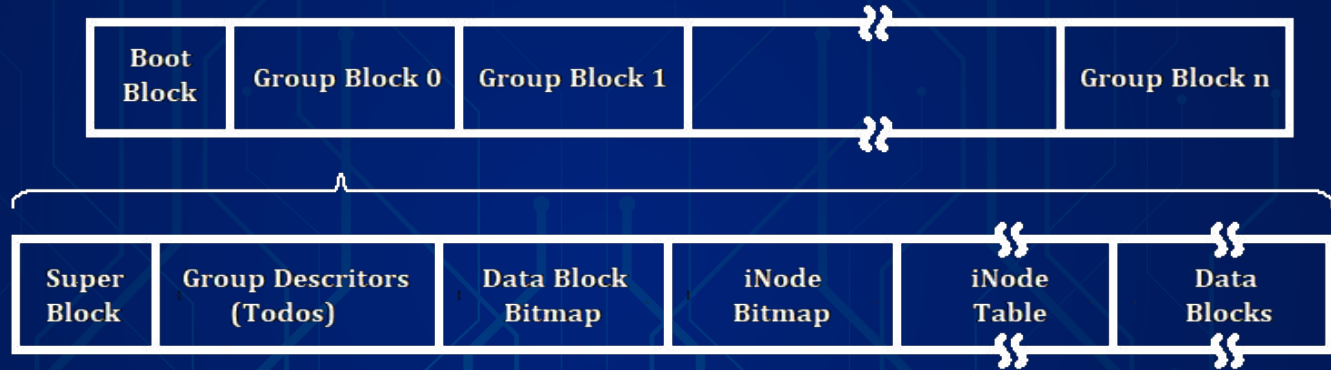 Boot
Block
Group Block 0
Group Block 1
Group Block n
Super
Block
Group Descritors
(Todos)
Data Block
Bitmap
iNode
Bitmap
iNode
Table
Data
Blocks